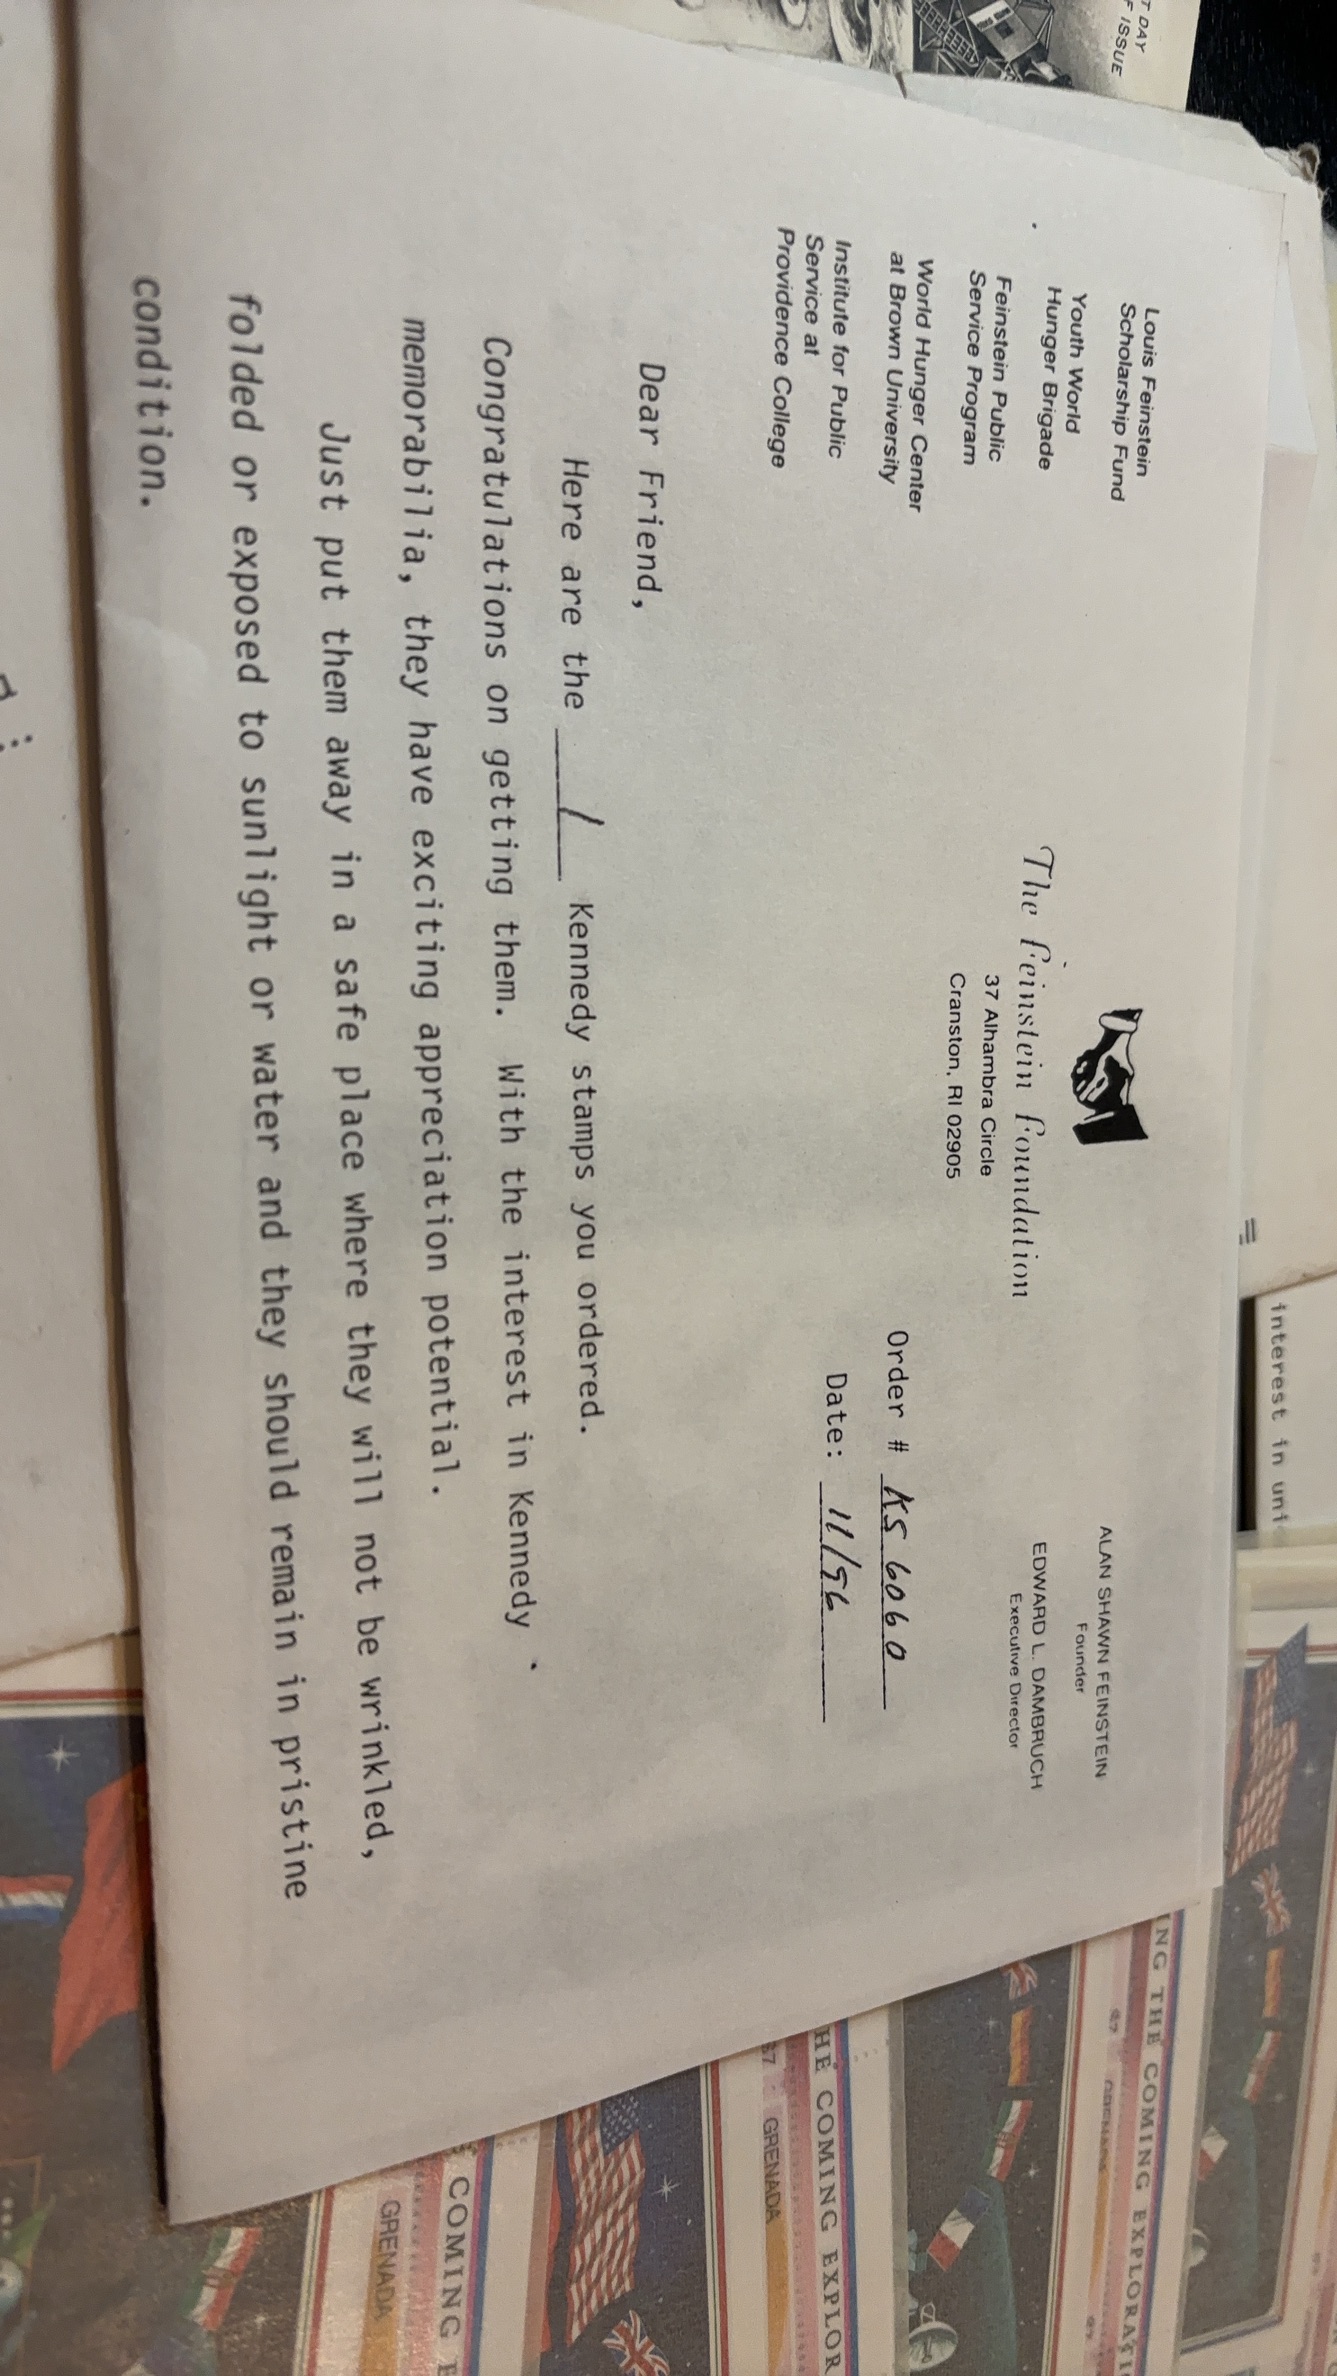 Louis Feinstein
Scholarship Fund
Youth World
Hunger Brigade
Feinstein Public
Service Program
World Hunger Center
at Brown University
Institute for Public
Service at
Providence College
The Feinstein Foundation
37 Alhambra Circle
Cranston, RI 02905
ALAN SHAWN FEINSTEIN
Founder
EDWARD L. DAMBRUCH
Executive Director
Order # KS 6060
Date: 11/96
Dear Friend,
Here are the 1 Kennedy stamps you ordered.
Congratulations on getting them. With the interest in Kennedy
memorabilia, they have exciting appreciation potential.
Just put them away in a safe place where they will not be wrinkled,
folded or exposed to sunlight or water and they should remain in pristine
condition.
T DAY
F ISSUE
interest in uni
NG THE COMING EXPLORATI
HE COMING EXPLOR
GRENADA
COMING E
GRENADA